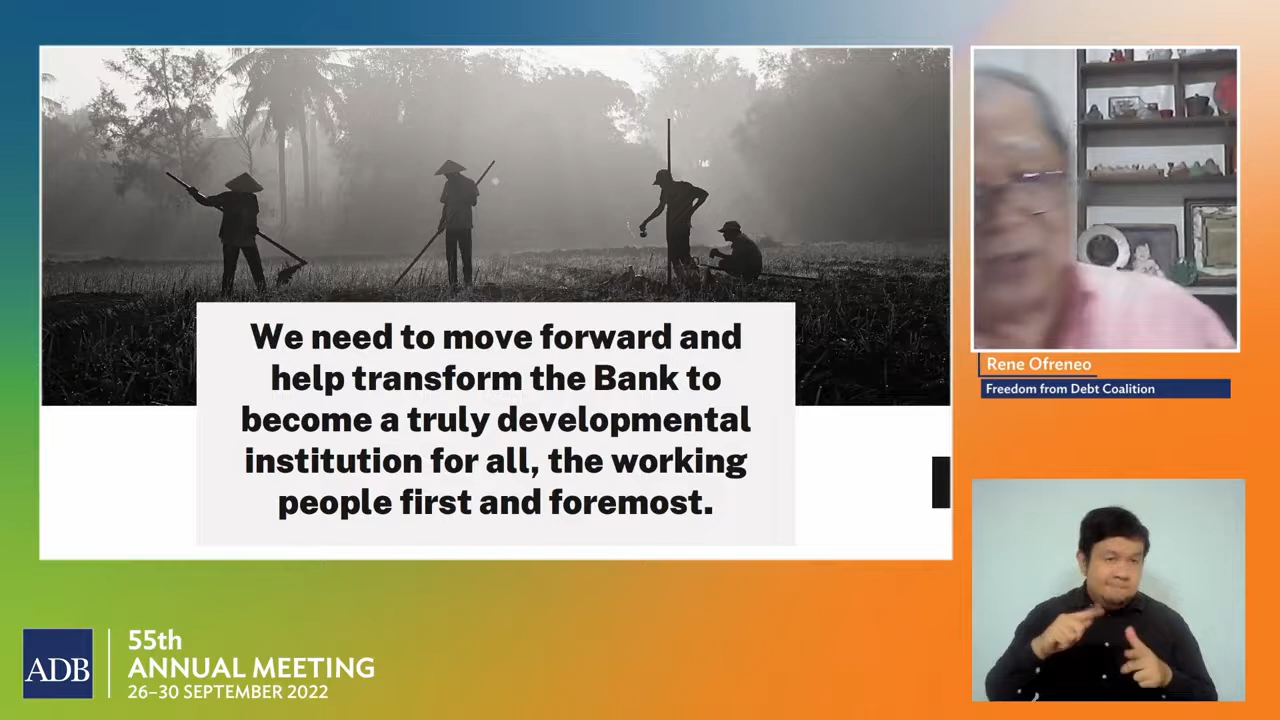 We need to move forward and
help transform the Bank to
become a truly developmental
institution for all, the working
people first and foremost.
Rene Ofreneo
Freedom from Debt Coalition
ADB
55th
ANNUAL MEETING
26–30 SEPTEMBER 2022